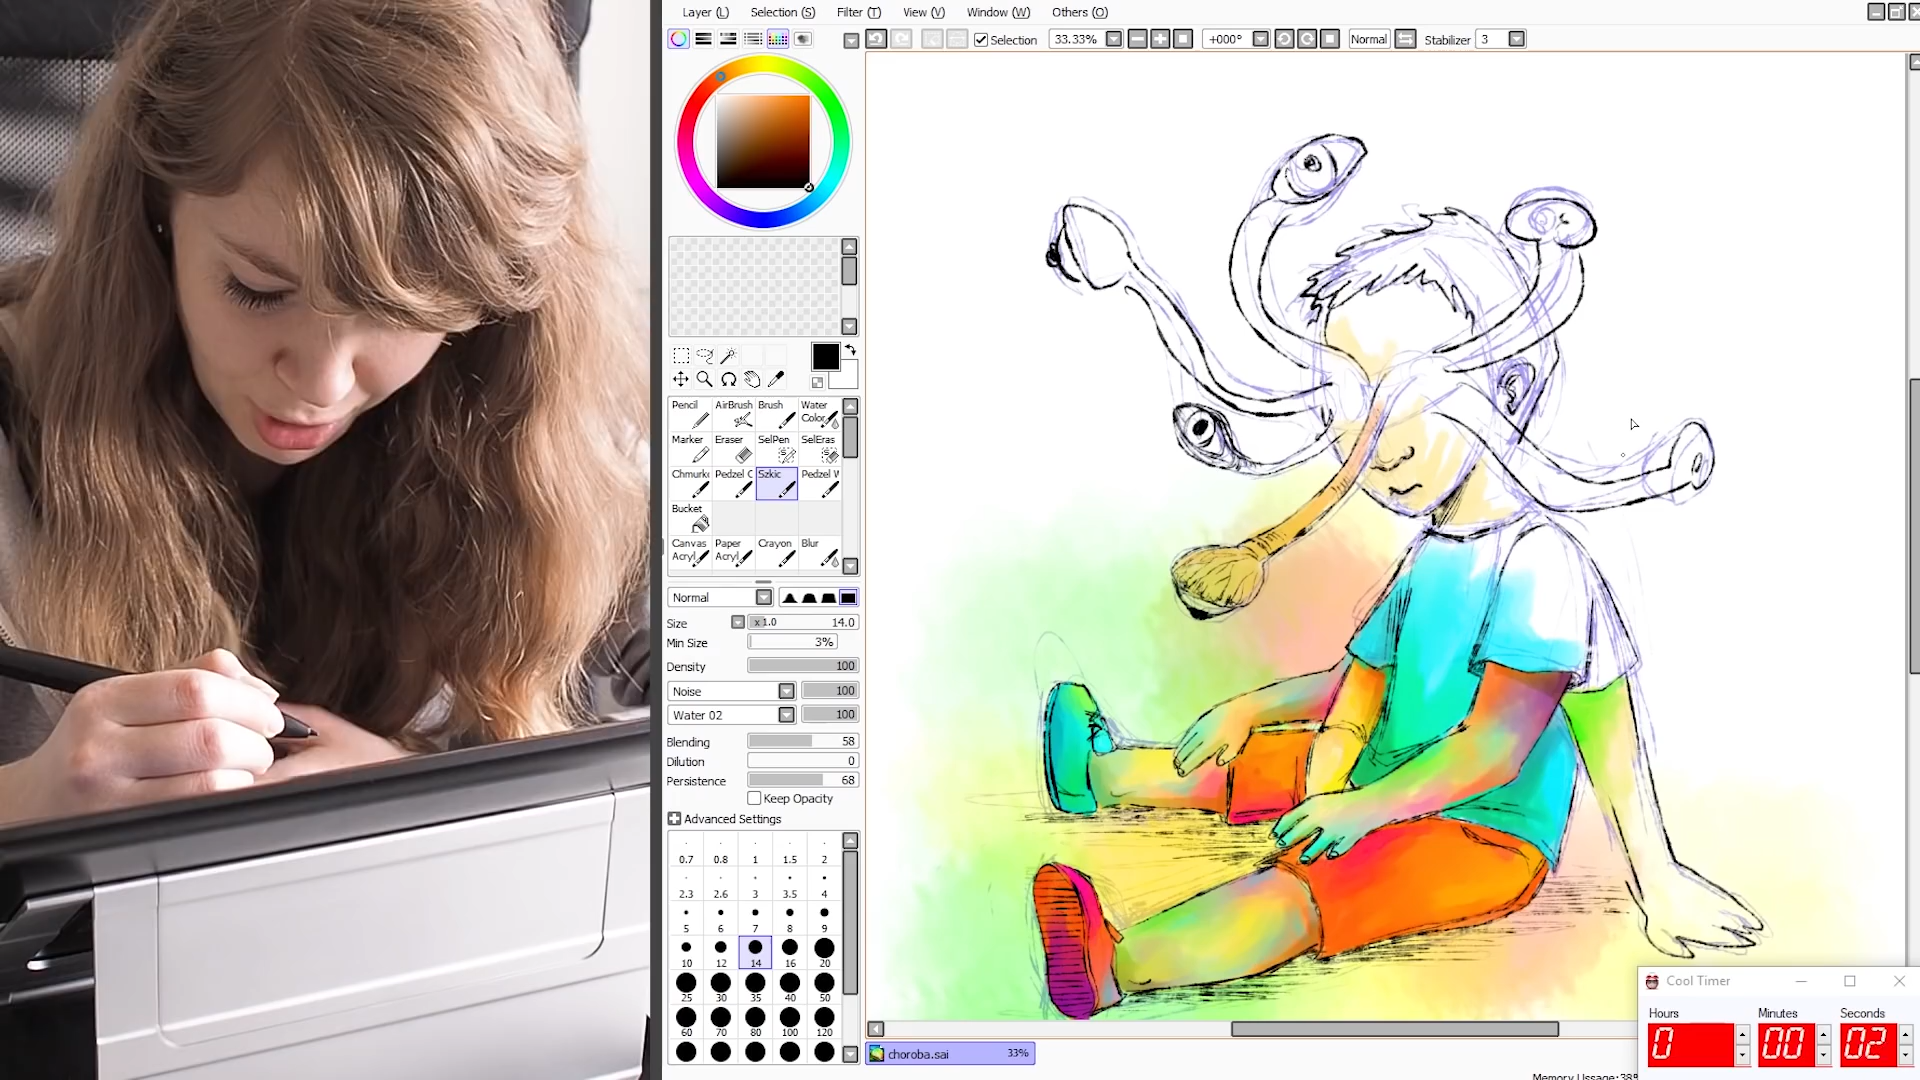 Layer (L) Selection (S) Filter (T) View (V) Window (W) Others (O)
Selection 33.33% +000° Normal Stabilizer 3
Pencil AirBrush Brush Water Color
Marker Eraser SelPen SelEras
Chmurk Pedzel C Szkic Pedzel W
Bucket
Canvas Acryl Paper Acryl Crayon Blur
Normal
Size x1.0 14.0
Min Size 3%
Density 100
Noise 100
Water 02 100
Blending 58
Dilution 0
Persistence 68
Keep Opacity
Advanced Settings
0.7 0.8 1 1.5 2
2.3 2.6 3 3.5 4
5 6 7 8 9
10 12 14 16 20
25 30 35 40 50
60 70 80 100 120
choroba.sai 33%
Cool Timer
Hours Minutes Seconds
0 00 02